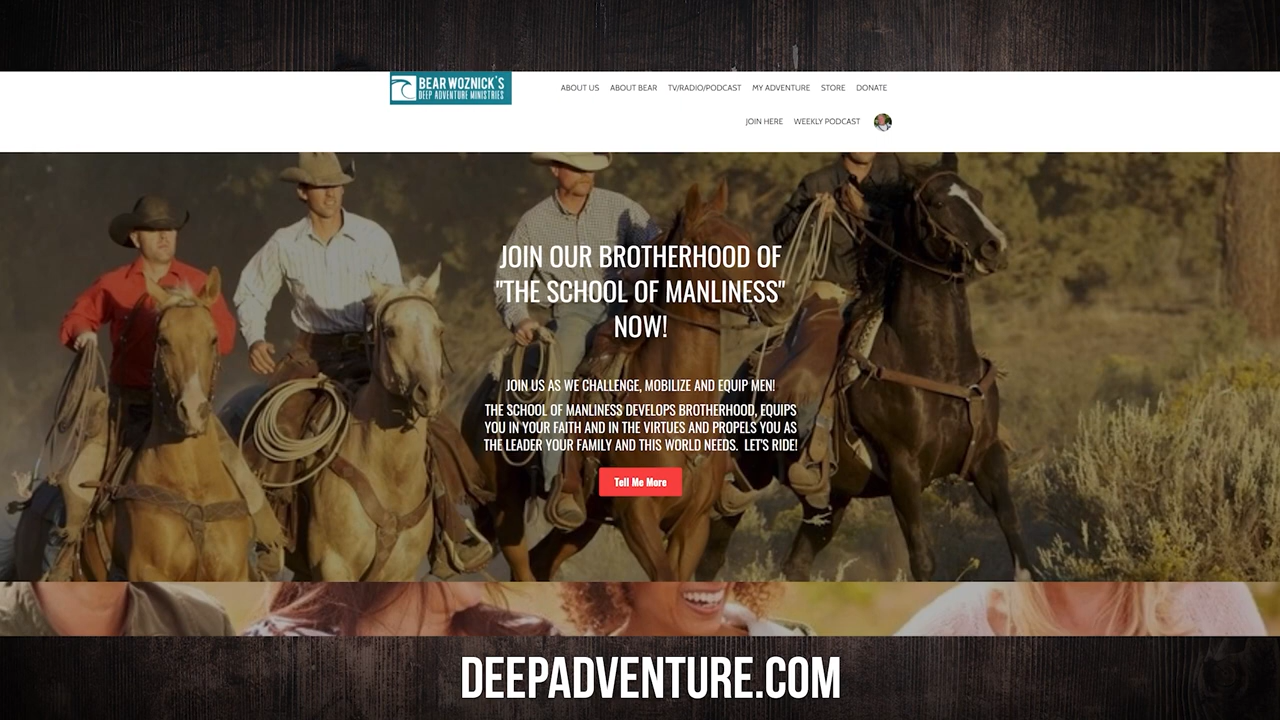 BEAR WOZNICK'S
DEEP ADVENTURE MINISTRIES
ABOUT US ABOUT BEAR TV/RADIO/PODCAST MY ADVENTURE STORE DONATE
JOIN HERE WEEKLY PODCAST
JOIN OUR BROTHERHOOD OF
"THE SCHOOL OF MANLINESS"
NOW!
JOIN US AS WE CHALLENGE, MOBILIZE AND EQUIP MEN!
THE SCHOOL OF MANLINESS DEVELOPS BROTHERHOOD, EQUIPS
YOU IN YOUR FAITH AND IN THE VIRTUES AND PROPELS YOU AS
THE LEADER YOUR FAMILY AND THIS WORLD NEEDS. LET'S RIDE!
Tell Me More
DEEPADVENTURE.COM